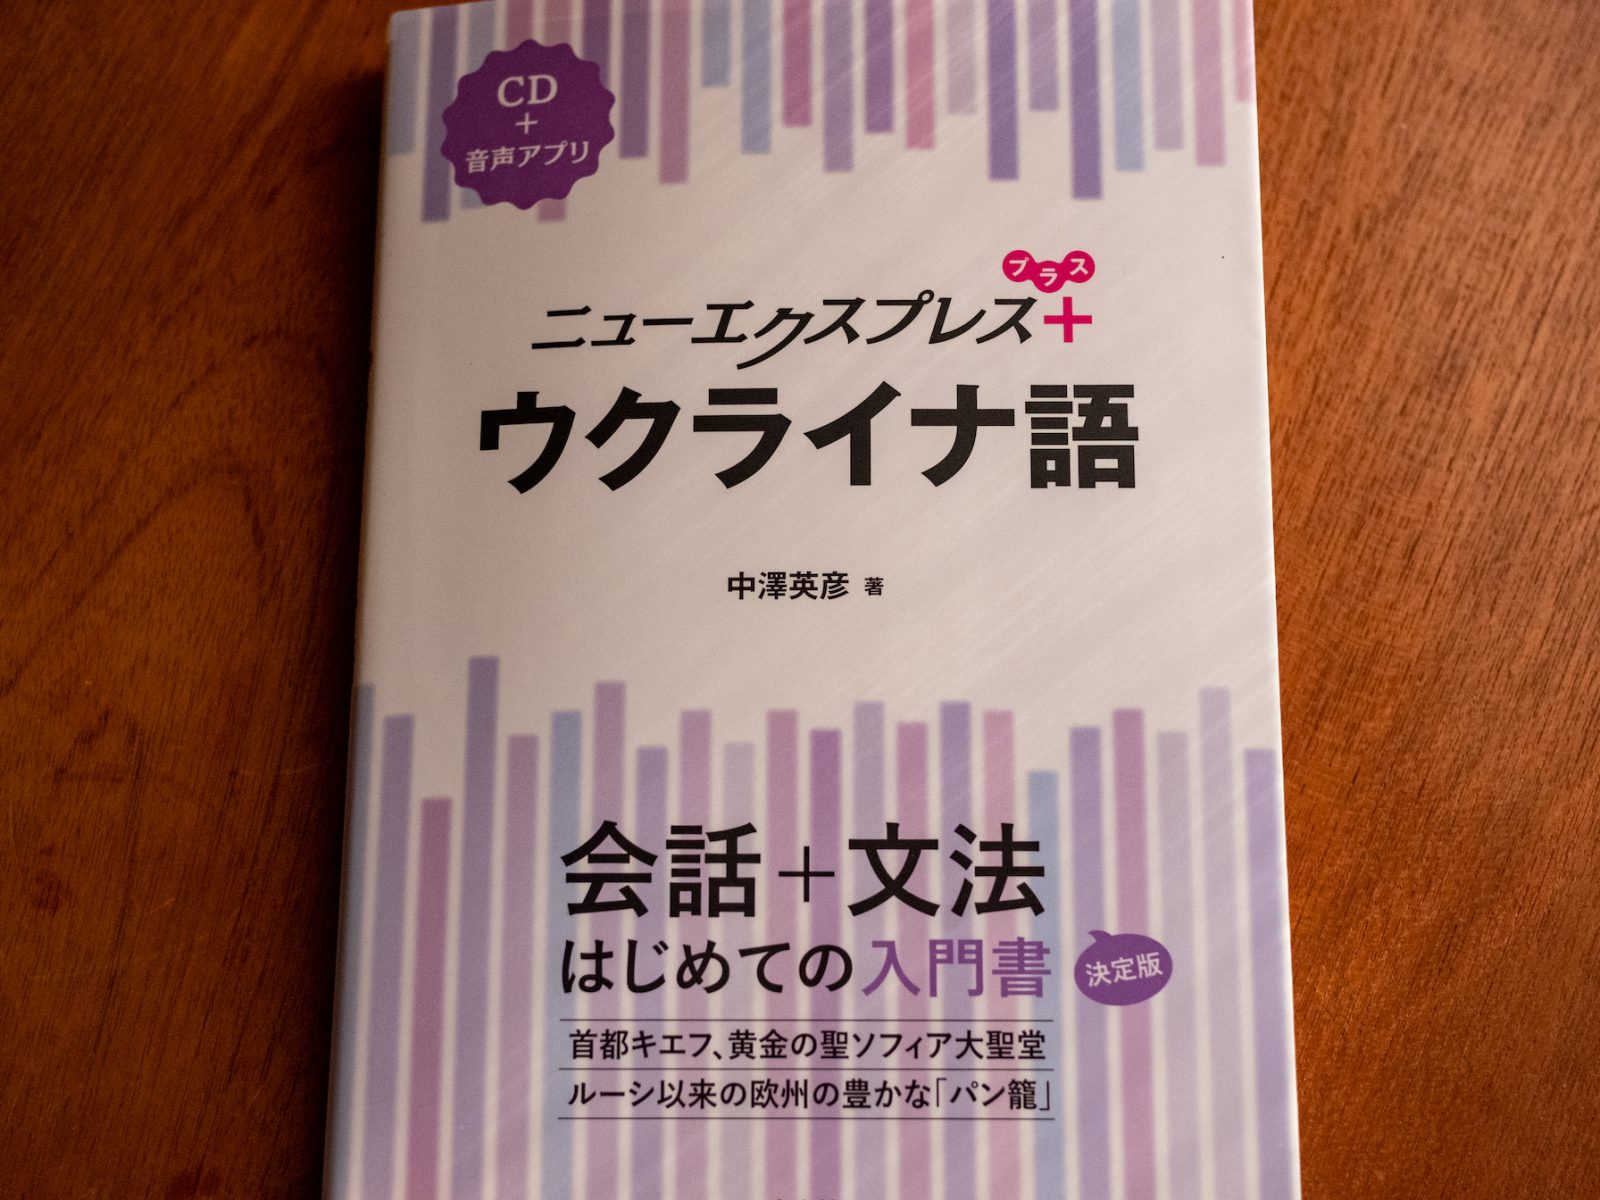 CD
+
音声アプリ
プラス
ニューエクスプレス+
ウクライナ語
中澤英彦 著
会話+文法
はじめての入門書
決定版
首都キエフ、黄金の聖ソフィア大聖堂
ルーシ以来の欧州の豊かな「パン籠」